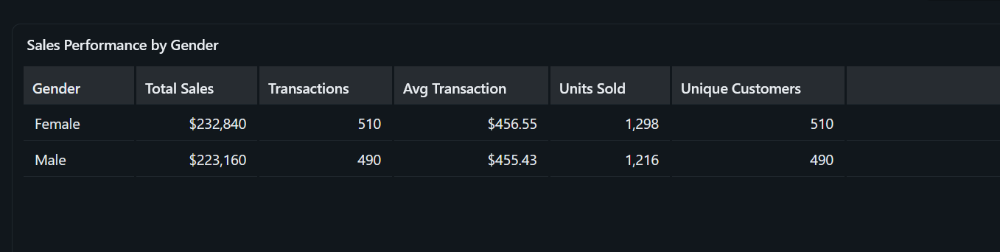 Sales Performance by Gender
Gender Total Sales Transactions Avg Transaction Units Sold Unique Customers
Female $232,840 510 $456.55 1,298 510
Male $223,160 490 $455.43 1,216 490